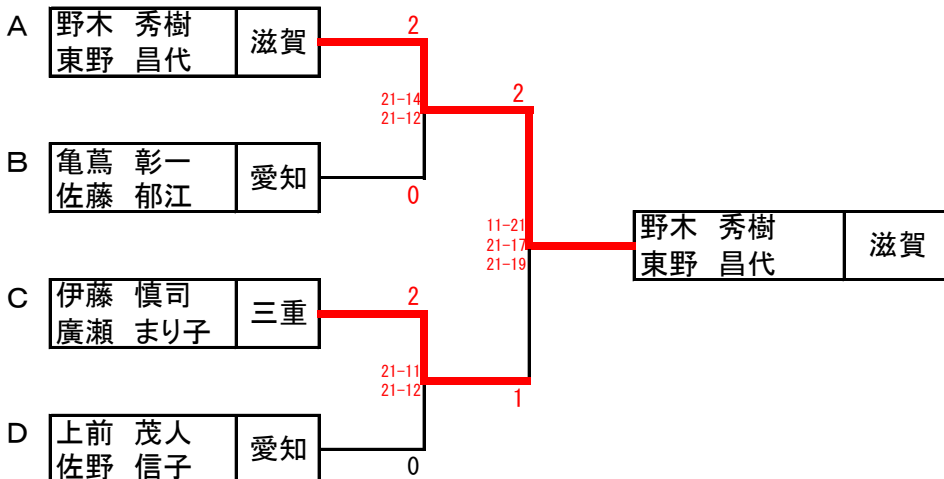 A
野木 秀樹
東野 昌代
滋賀
2
21-14
21-12
2
B
亀蔦 彰一
佐藤 郁江
愛知
0
11-21
21-17
21-19
野木 秀樹
東野 昌代
滋賀
C
伊藤 慎司
廣瀬 まり子
三重
2
21-11
21-12
1
D
上前 茂人
佐野 信子
愛知
0